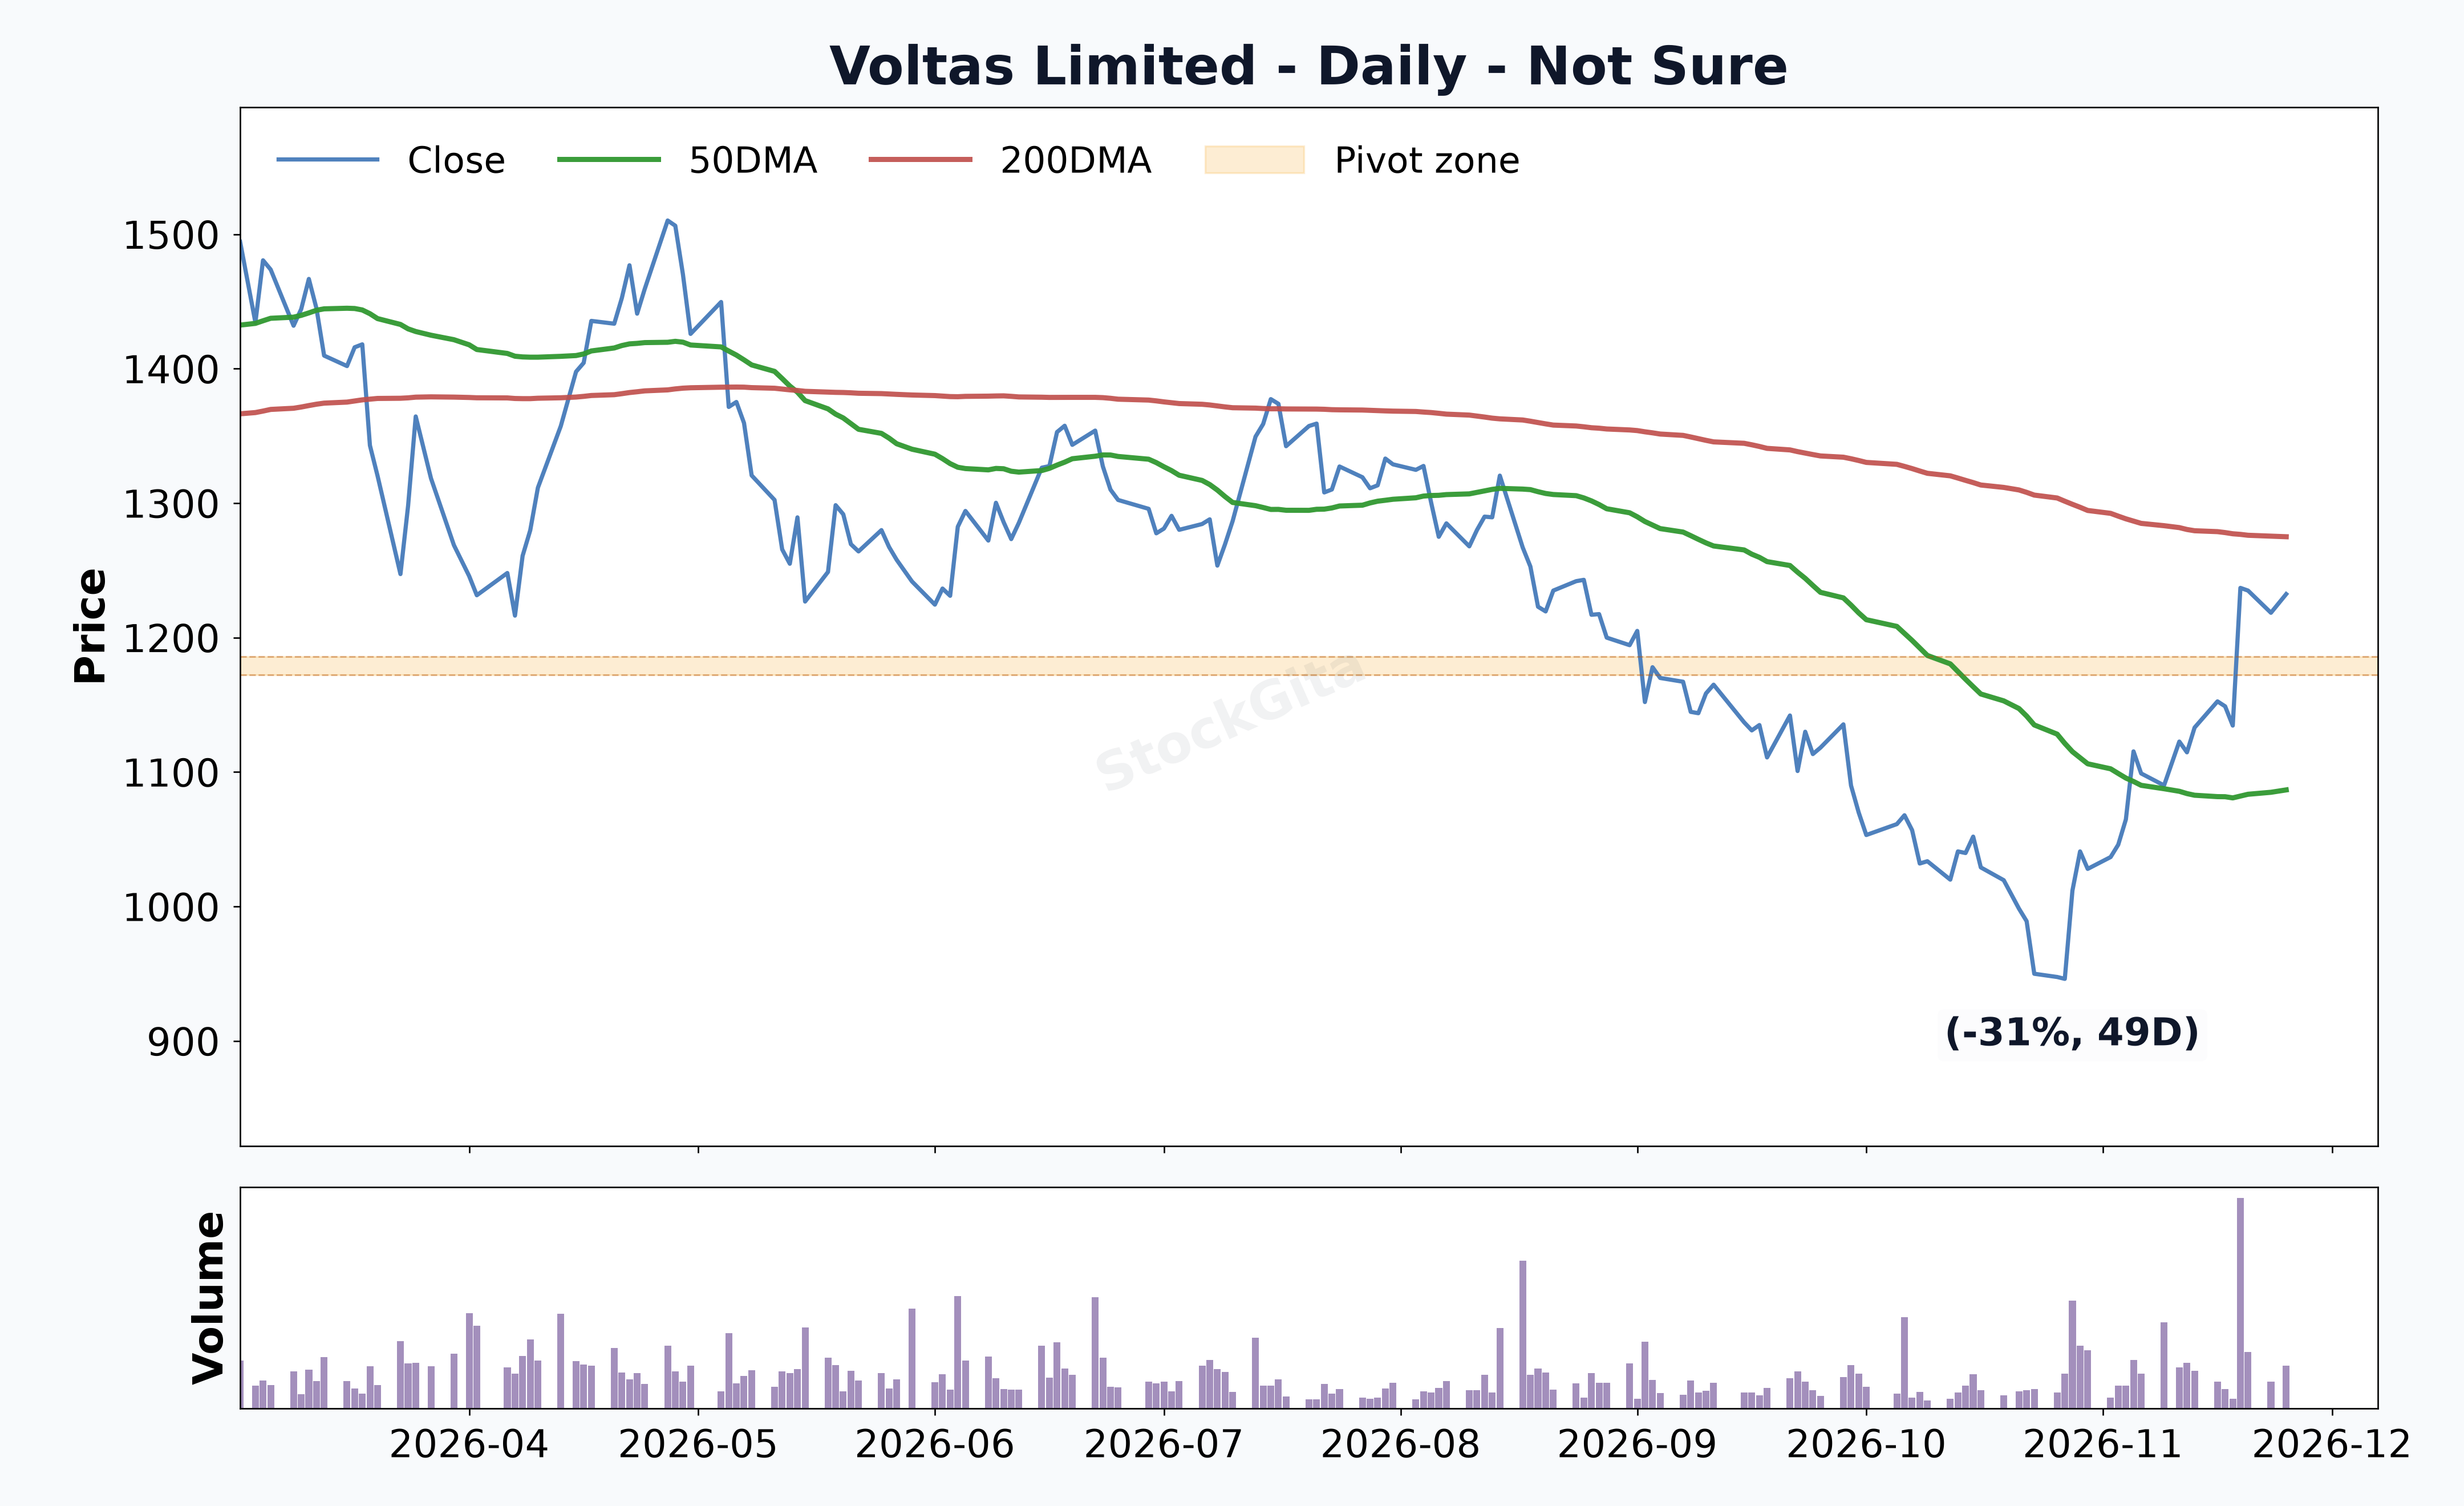 Voltas Limited - Daily - Not Sure
Close 50DMA 200DMA Pivot zone
1500
1400
1300
1200
1100
1000
900
Price
StockGita
(-31%, 49D)
Volume
2026-04 2026-05 2026-06 2026-07 2026-08 2026-09 2026-10 2026-11 2026-12